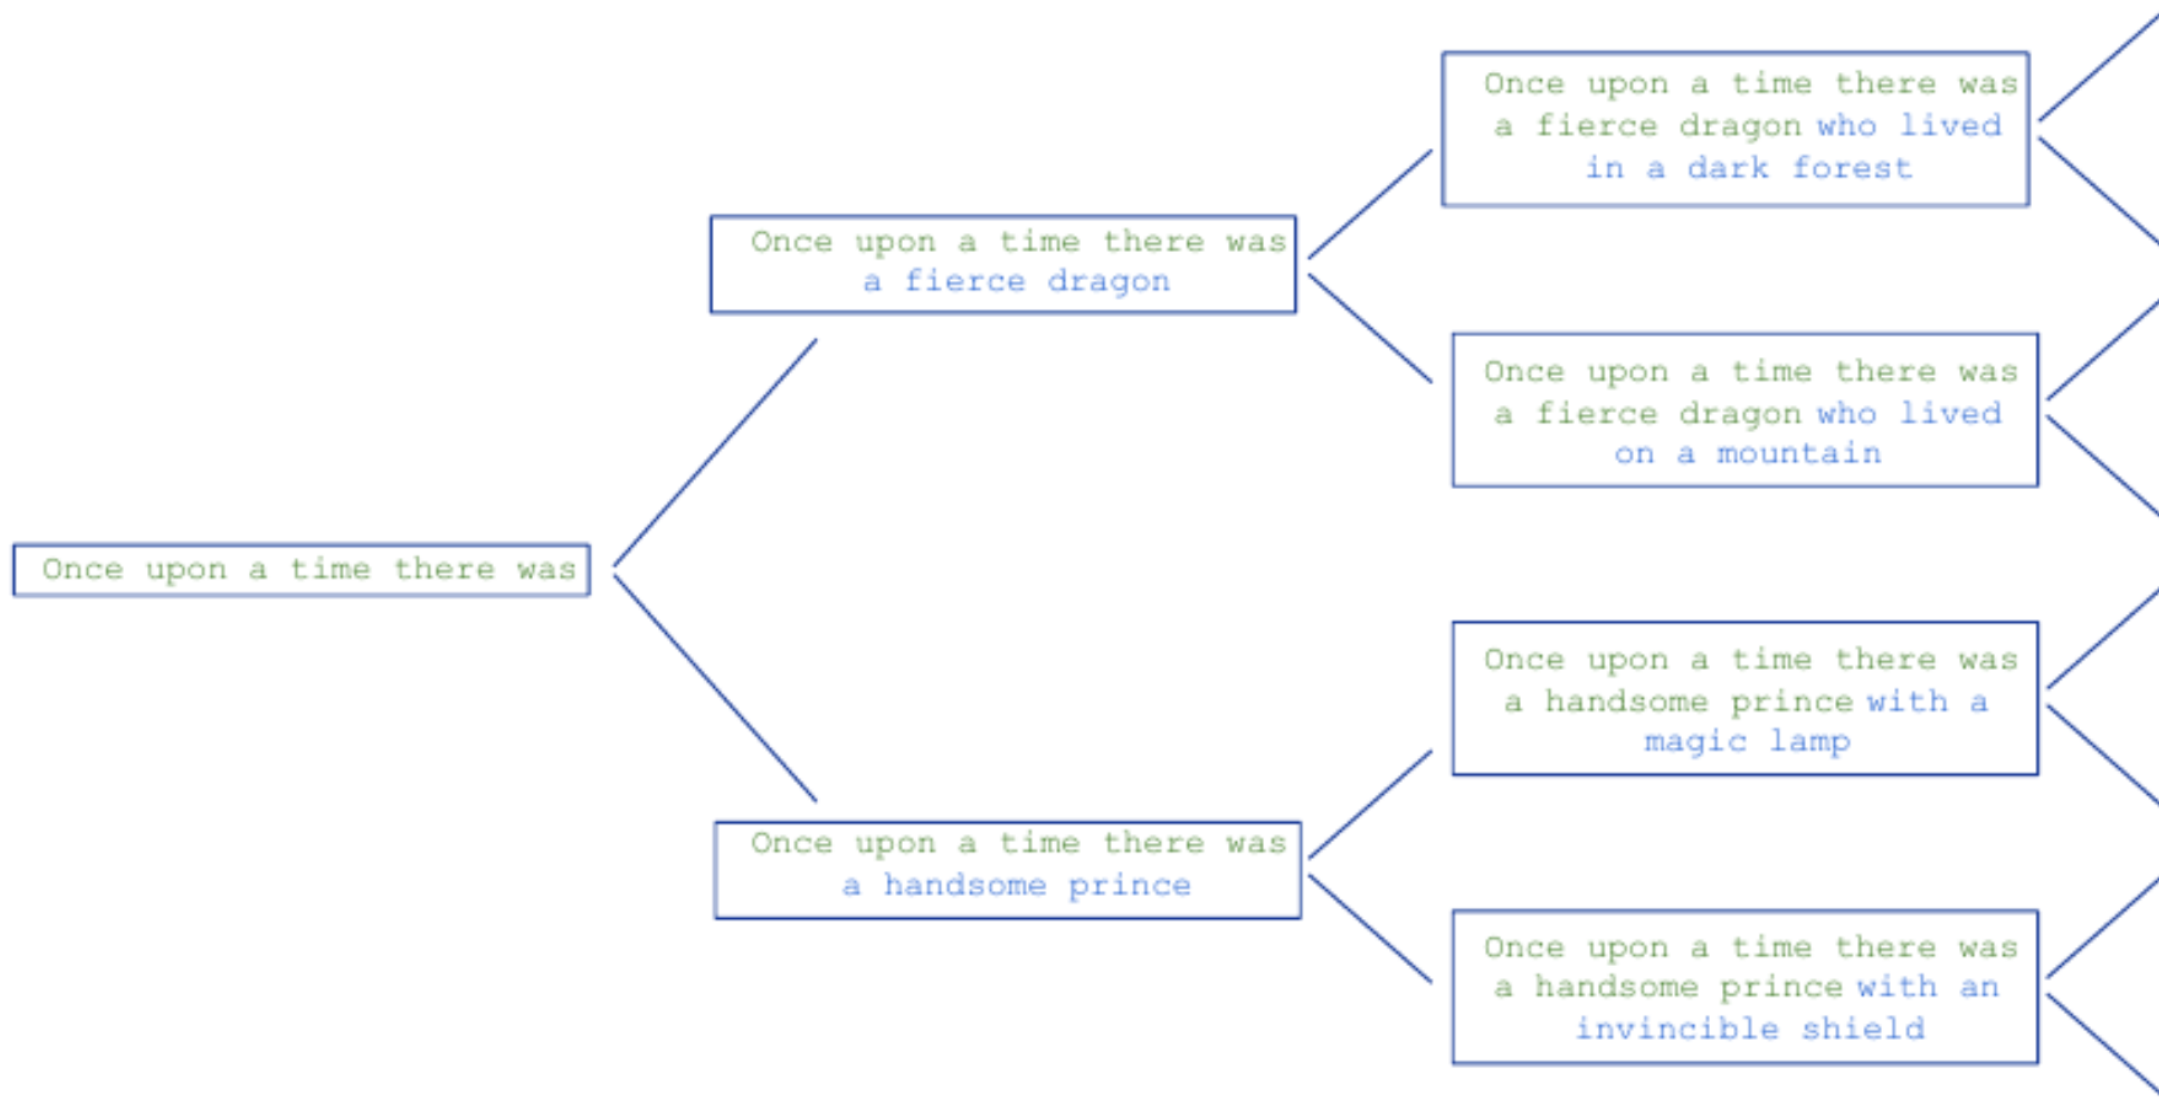 Once upon a time there was
Once upon a time there was
a fierce dragon
Once upon a time there was
a handsome prince
Once upon a time there was
a fierce dragon who lived
in a dark forest
Once upon a time there was
a fierce dragon who lived
on a mountain
Once upon a time there was
a handsome prince with a
magic lamp
Once upon a time there was
a handsome prince with an
invincible shield